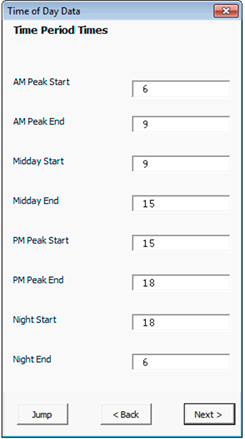 Time of Day Data
Time Period Times
AM Peak Start 6
AM Peak End 9
Midday Start 9
Midday End 15
PM Peak Start 15
PM Peak End 18
Night Start 18
Night End 6
Jump < Back Next >